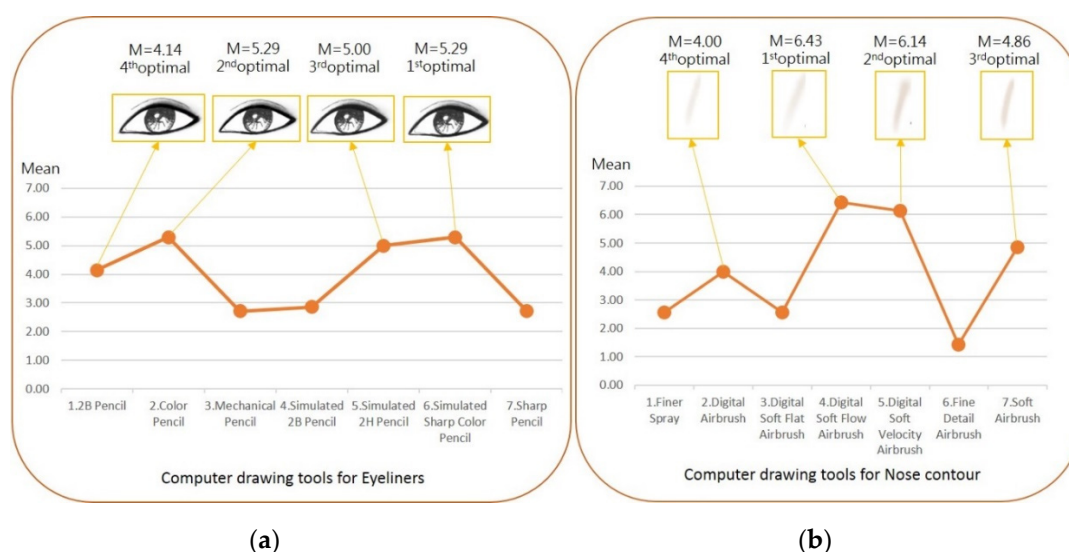 M=4.14 M=5.29 M=5.00 M=5.29
4thoptimal 2ndoptimal 3rdoptimal 1stoptimal
Mean
7.00
6.00
5.00
4.00
3.00
2.00
1.00
0.00
1.2B Pencil
2.Color
Pencil
3.Mechanical
Pencil
4.Simulated
2B Pencil
5.Simulated
2H Pencil
6.Simulated
Sharp Color
Pencil
7.Sharp
Pencil
Computer drawing tools for Eyeliners
(a)
M=4.00 M=6.43 M=6.14 M=4.86
4thoptimal 1stoptimal 2ndoptimal 3rdoptimal
Mean
7.00
6.00
5.00
4.00
3.00
2.00
1.00
0.00
1.Finer
Spray
2.Digital
Airbrush
3.Digital
Soft Flat
Airbrush
4.Digital
Soft Flow
Airbrush
5.Digital
Soft
Velocity
Airbrush
6.Fine
Detail
Airbrush
7.Soft
Airbrush
Computer drawing tools for Nose contour
(b)